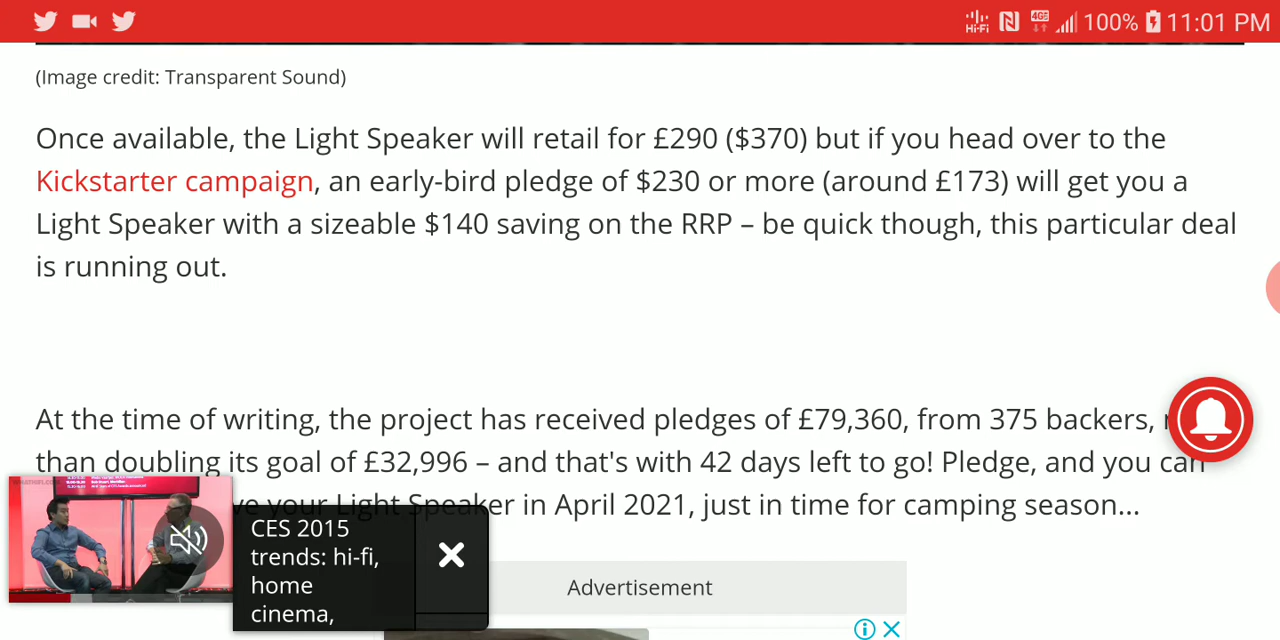 Hi-Fi 4GE 100% 11:01 PM
(Image credit: Transparent Sound)
Once available, the Light Speaker will retail for £290 ($370) but if you head over to the
Kickstarter campaign, an early-bird pledge of $230 or more (around £173) will get you a
Light Speaker with a sizeable $140 saving on the RRP – be quick though, this particular deal
is running out.
At the time of writing, the project has received pledges of £79,360, from 375 backers,
than doubling its goal of £32,996 – and that's with 42 days left to go! Pledge, and you can
your Light Speaker in April 2021, just in time for camping season...
CES 2015
trends: hi-fi,
home
cinema,
Advertisement